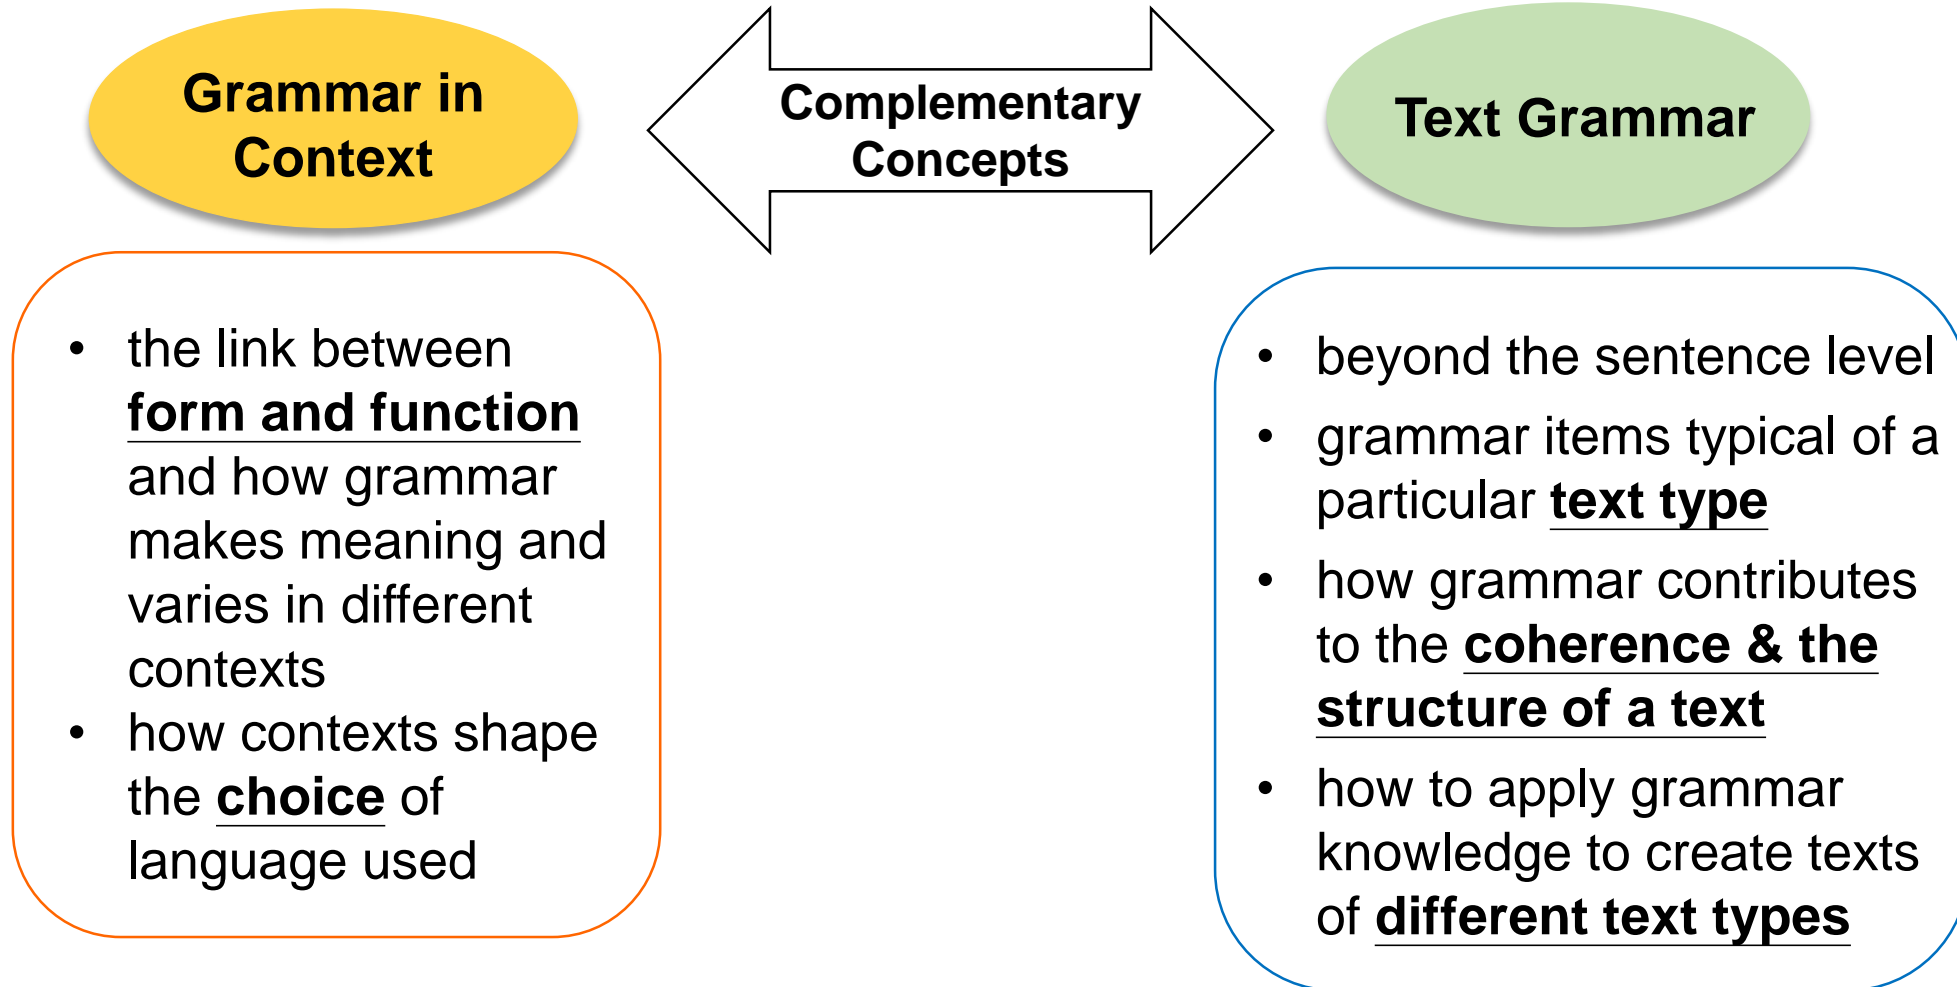 Grammar in
Context
Complementary
Concepts
Text Grammar
• the link between
form and function
and how grammar
makes meaning and
varies in different
contexts
• how contexts shape
the choice of
language used
• beyond the sentence level
• grammar items typical of a
particular text type
• how grammar contributes
to the coherence & the
structure of a text
• how to apply grammar
knowledge to create texts
of different text types